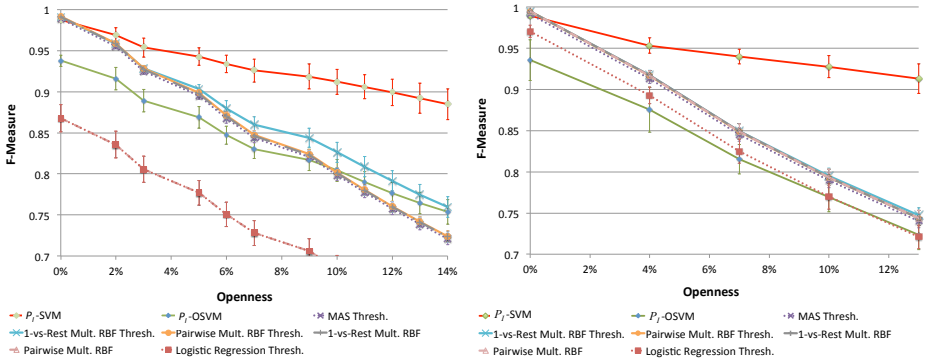 1
0.95
0.9
0.85
0.8
0.75
0.7
F-Measure
0% 2% 4% 6% 8% 10% 12% 14%
Openness
P_I-SVM P_I-OSVM MAS Thresh.
1-vs-Rest Mult. RBF Thresh. Pairwise Mult. RBF Thresh. 1-vs-Rest Mult. RBF
Pairwise Mult. RBF Logistic Regression Thresh.
1
0.95
0.9
0.85
0.8
0.75
0.7
F-Measure
0% 2% 4% 6% 8% 10% 12%
Openness
P_I-SVM P_I-OSVM MAS Thresh.
1-vs-Rest Mult. RBF Thresh. Pairwise Mult. RBF Thresh. 1-vs-Rest Mult. RBF
Pairwise Mult. RBF Logistic Regression Thresh.